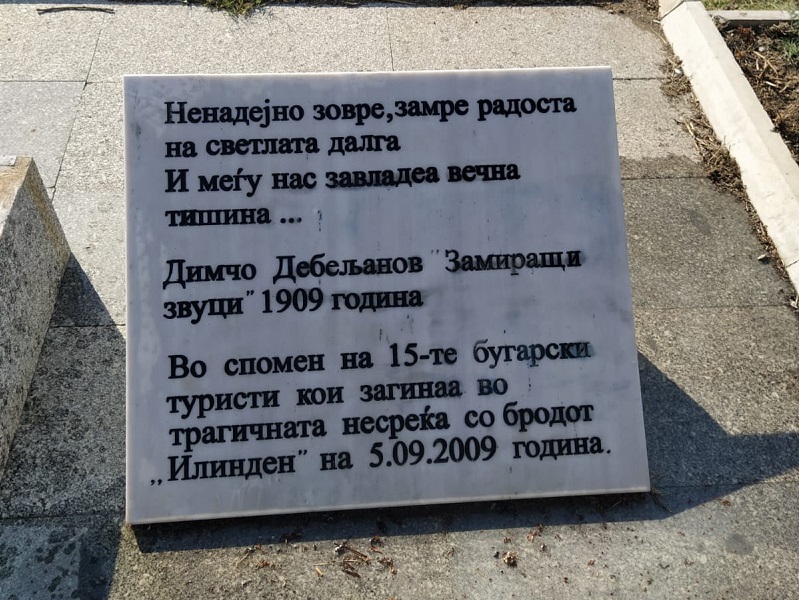 Ненадејно зовре,замре радоста
на светлата далга
И меѓу нас завладеа вечна
тишина ...
Димчо Дебељанов "Замиращи
звуци" 1909 година
Во спомен на 15-те бугарски
туристи кои загинаа во
трагичната несреќа со бродот
„Илинден" на 5.09.2009 година.